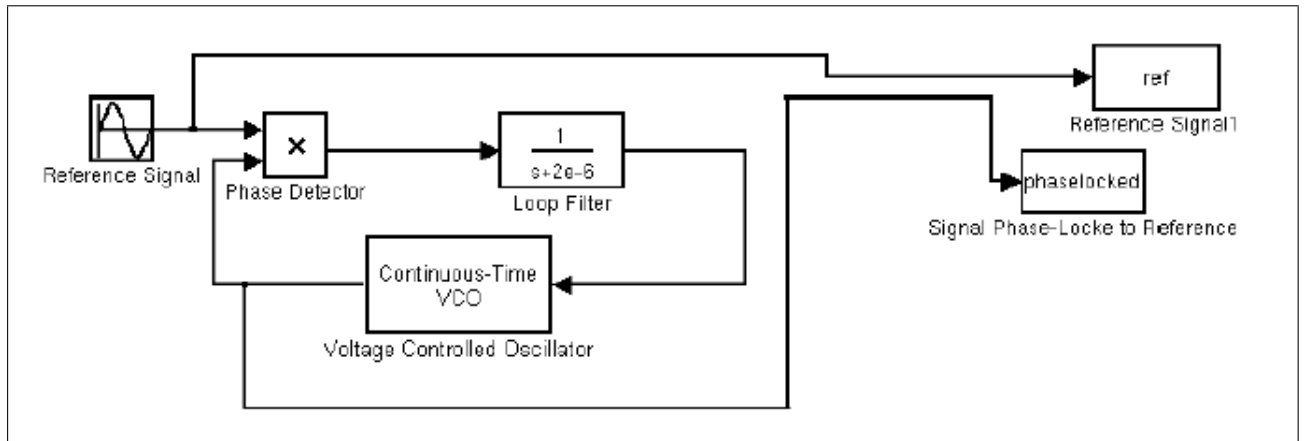 ref
Reference Signal1
Reference Signal
×
Phase Detector
1
s+2e-6
Loop Filter
phaselocked
Signal Phase-Locke to Reference
Continuous-Time
VCO
Voltage Controlled Oscillator